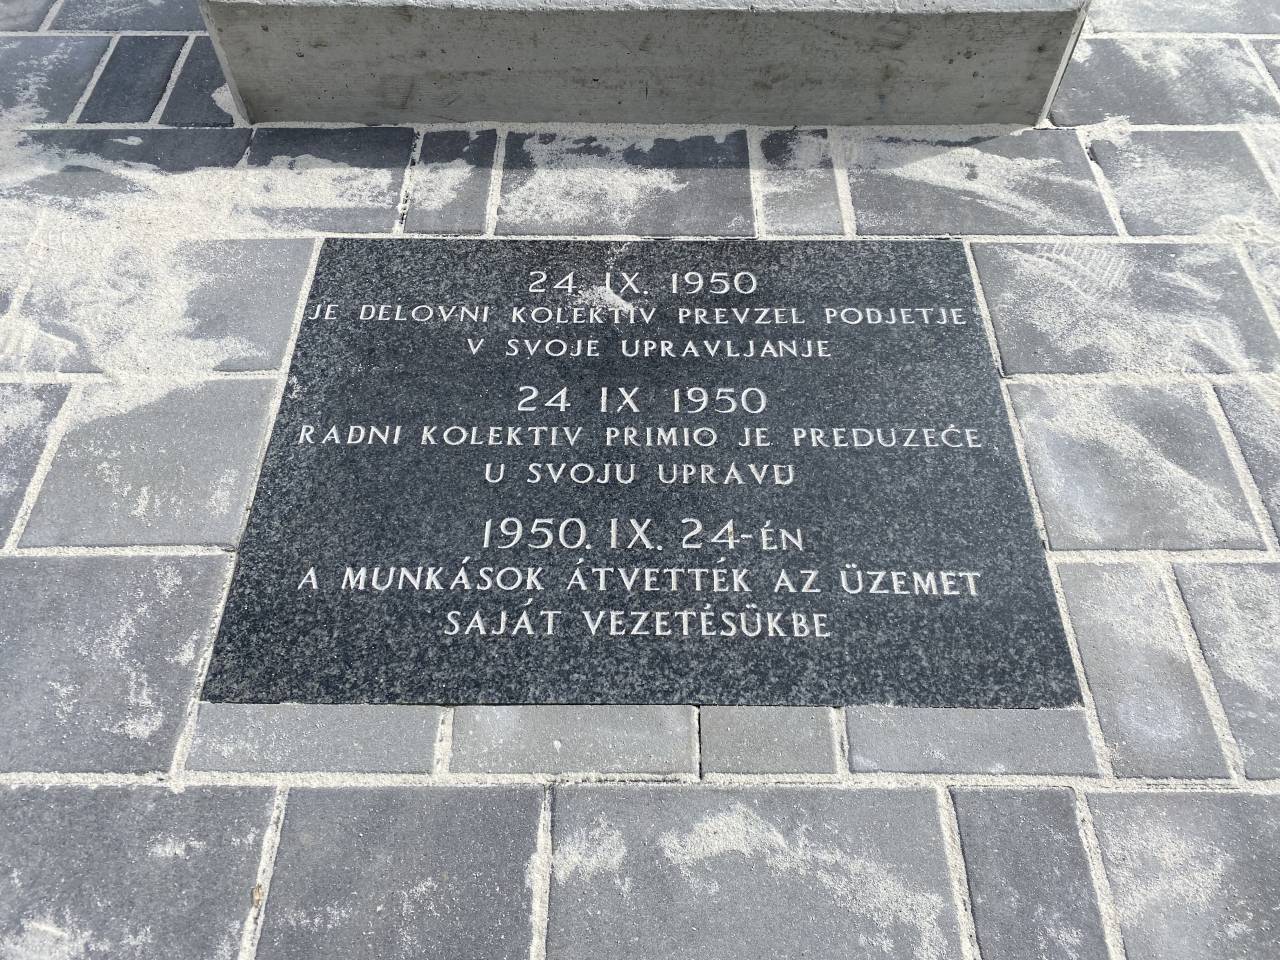 24. IX. 1950
JE DELOVNI KOLEKTIV PREVZEL PODJETJE
V SVOJE UPRAVLJANJE
24 IX 1950
RADNI KOLEKTIV PRIMIO JE PREDUZEĆE
U SVOJU UPRAVU
1950. IX. 24-ÉN
A MUNKÁSOK ÁTVETTÉK AZ ÜZEMET
SAJÁT VEZETÉSÜKBE